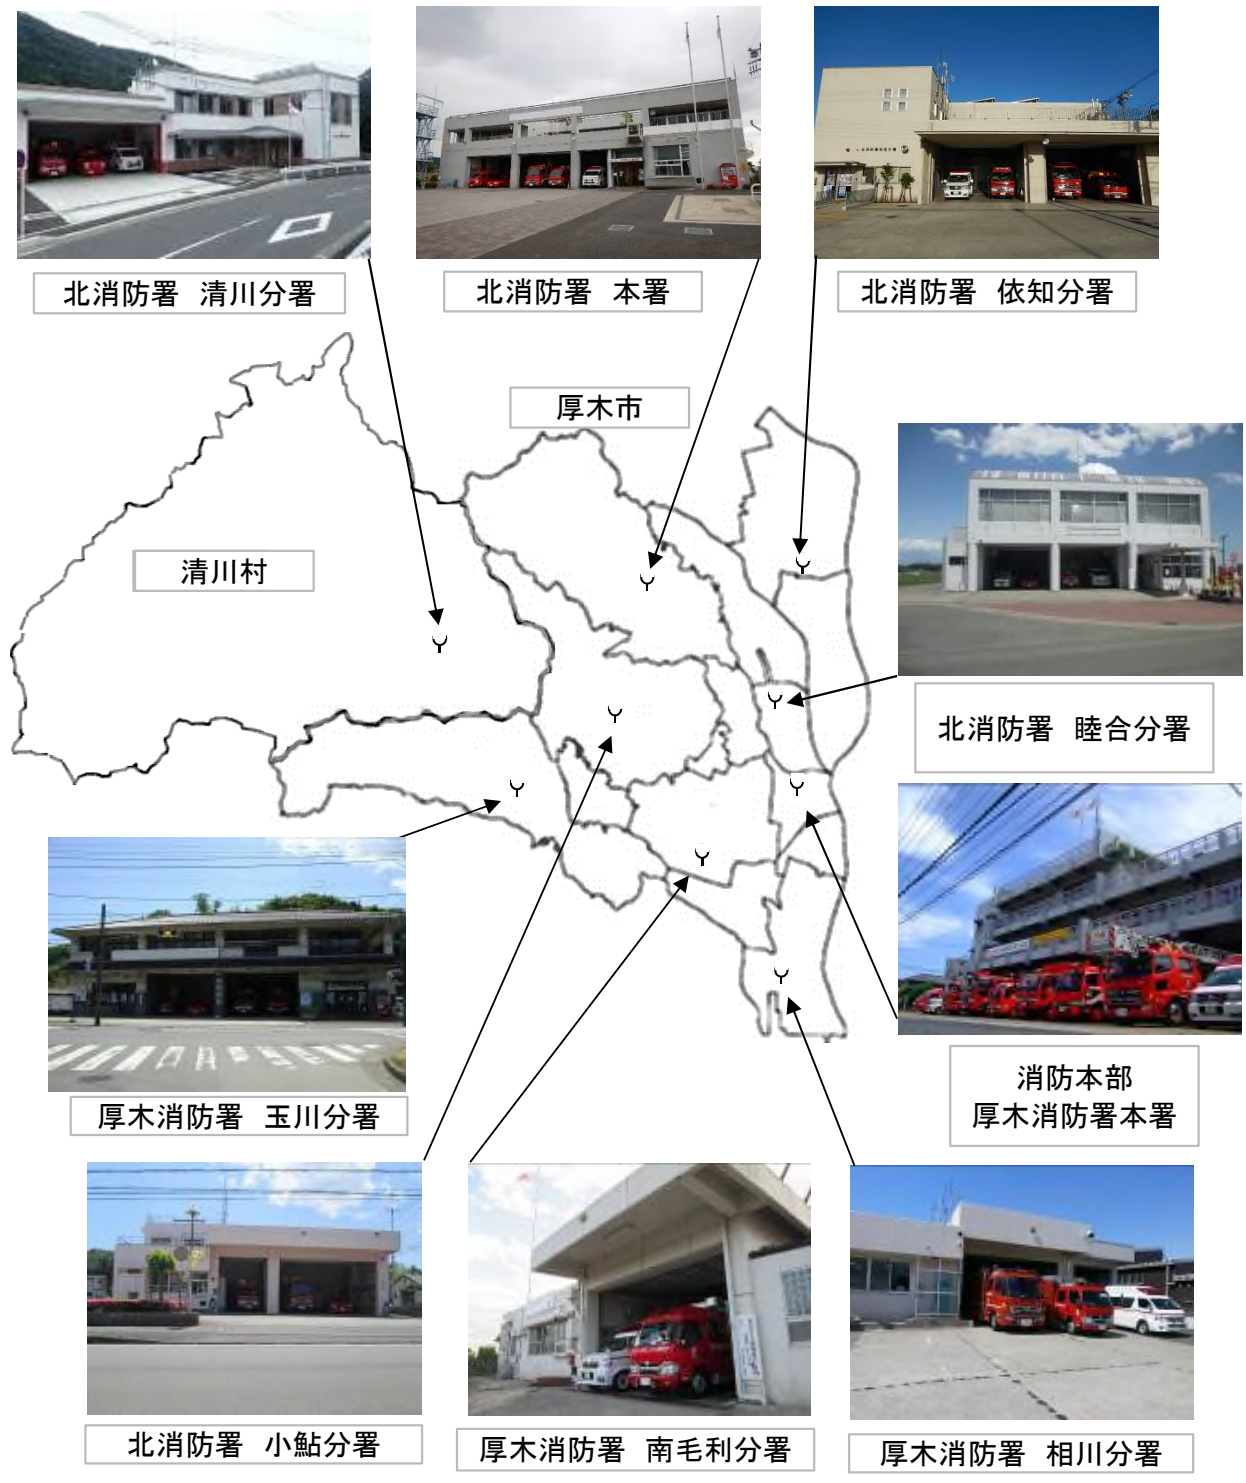 北消防署　清川分署
北消防署　本署
北消防署　依知分署
厚木市
清川村
北消防署　睦合分署
消防本部
厚木消防署本署
厚木消防署　玉川分署
北消防署　小鮎分署
厚木消防署　南毛利分署
厚木消防署　相川分署